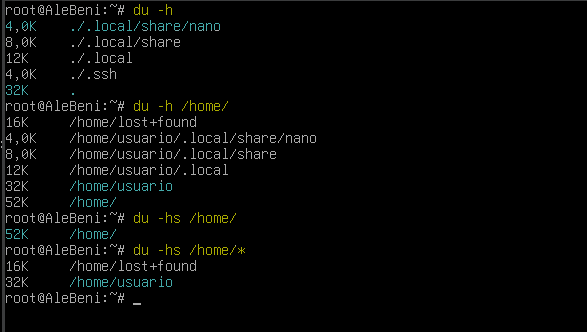 root@AleBeni:~# du -h
4,0K    ./.local/share/nano
8,0K    ./.local/share
12K     ./.local
4,0K    ./.ssh
32K     .
root@AleBeni:~# du -h /home/
16K     /home/lost+found
4,0K    /home/usuario/.local/share/nano
8,0K    /home/usuario/.local/share
12K     /home/usuario/.local
32K     /home/usuario
52K     /home/
root@AleBeni:~# du -hs /home/
52K     /home/
root@AleBeni:~# du -hs /home/*
16K     /home/lost+found
32K     /home/usuario
root@AleBeni:~# _